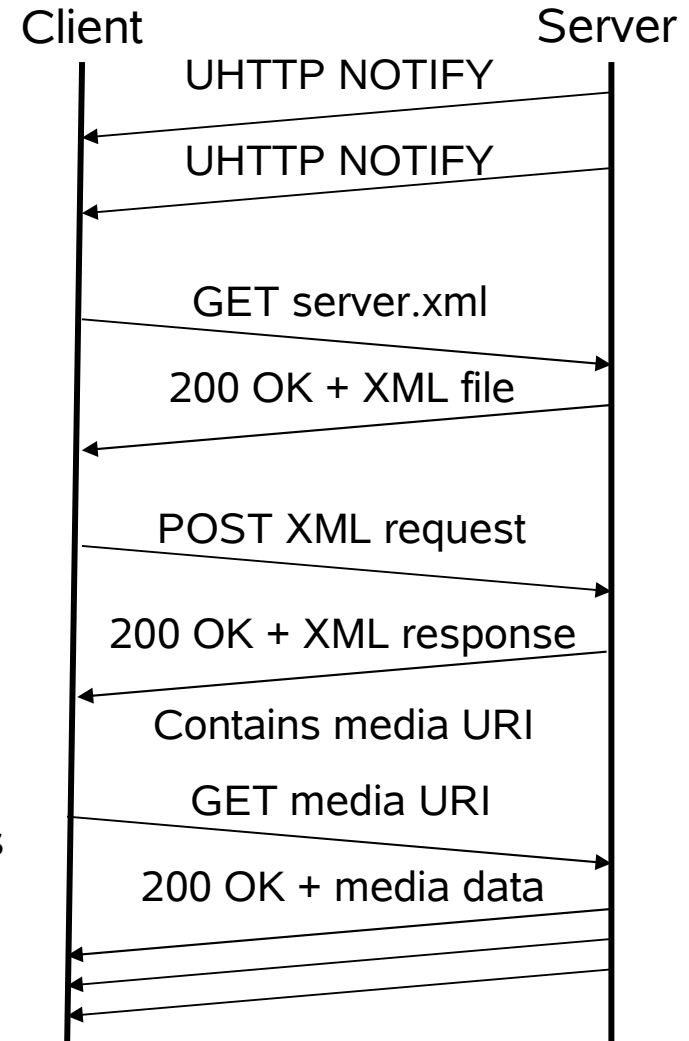 Client
Server
UHTTP NOTIFY
UHTTP NOTIFY
GET server.xml
200 OK + XML file
POST XML request
200 OK + XML response
Contains media URI
GET media URI
s
200 OK + media data